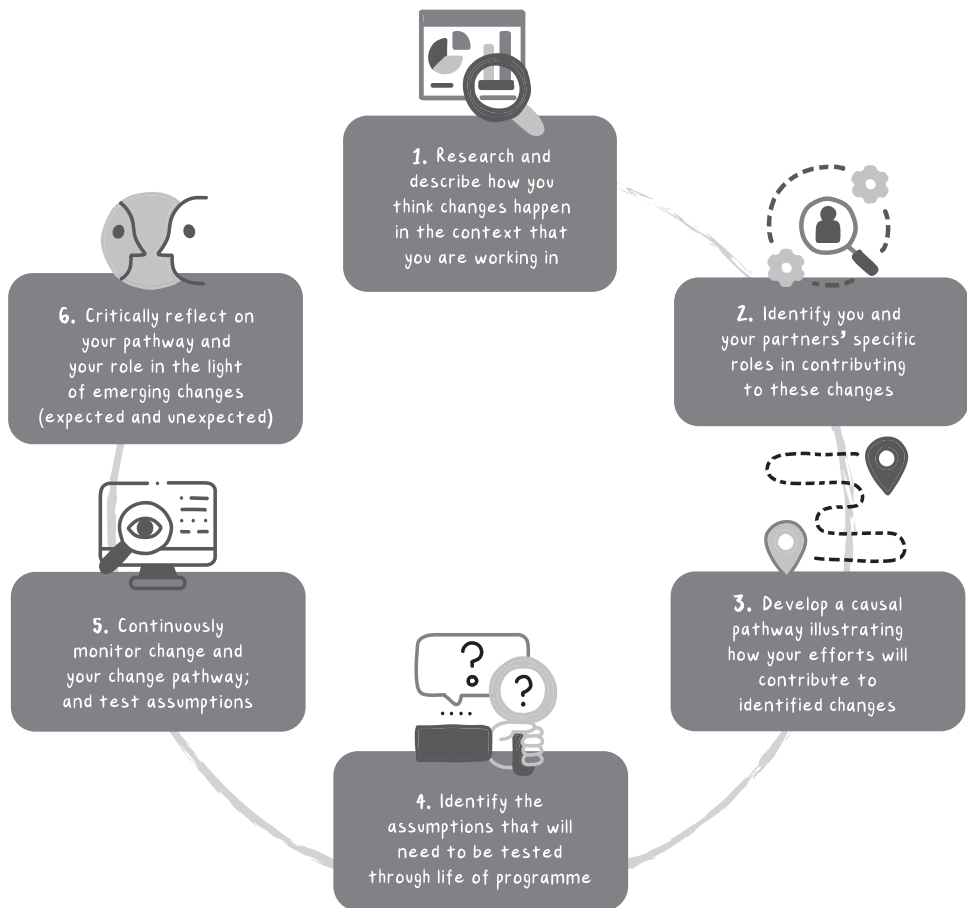 1. Research and
describe how you
think changes happen
in the context that
you are working in
2. Identify you and
your partners’ specific
roles in contributing
to these changes
3. Develop a causal
pathway illustrating
how your efforts will
contribute to
identified changes
4. Identify the
assumptions that will
need to be tested
through life of programme
5. Continuously
monitor change and
your change pathway;
and test assumptions
6. Critically reflect on
your pathway and
your role in the light
of emerging changes
(expected and unexpected)
?
?